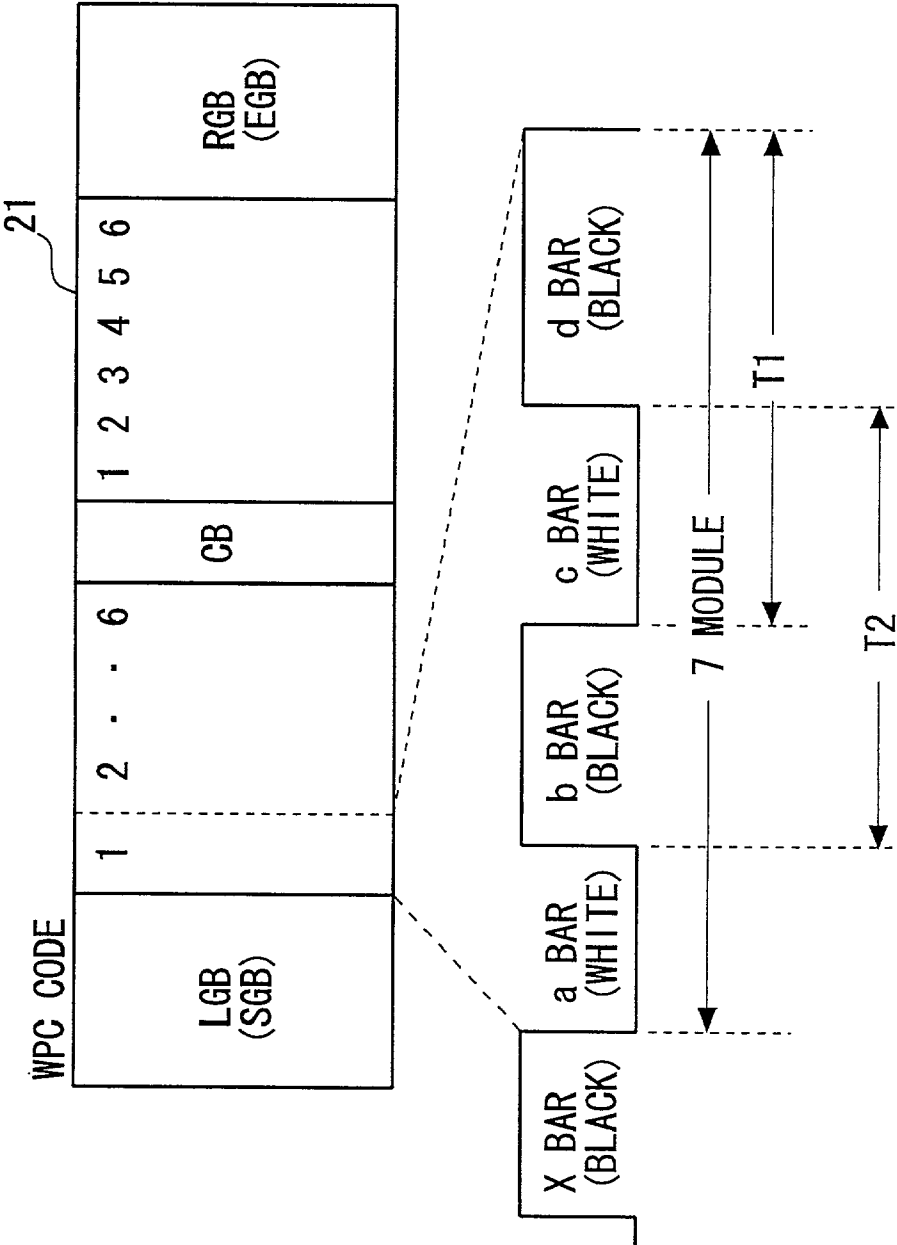 WPC CODE
21
LGB
(SGB)
1
2 · · 6
CB
1 2 3 4 5 6
RGB
(EGB)
X BAR
(BLACK)
a BAR
(WHITE)
b BAR
(BLACK)
c BAR
(WHITE)
d BAR
(BLACK)
7 MODULE
T1
T2